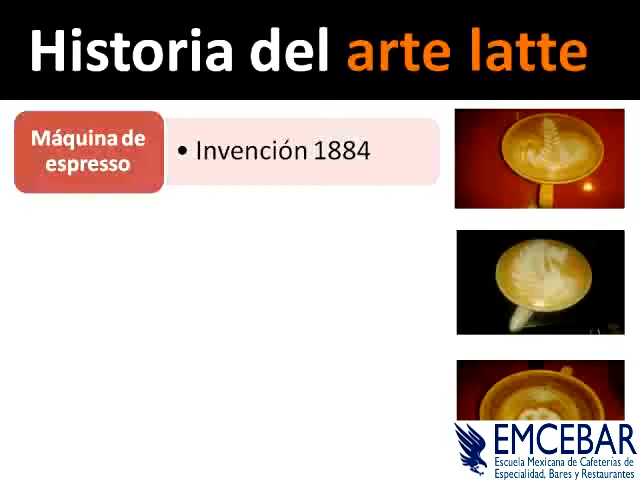 Historia del arte latte
Máquina de
espresso
• Invención 1884
EMCEBAR
Escuela Mexicana de Cafeterías de
Especialidad, Bares y Restaurantes